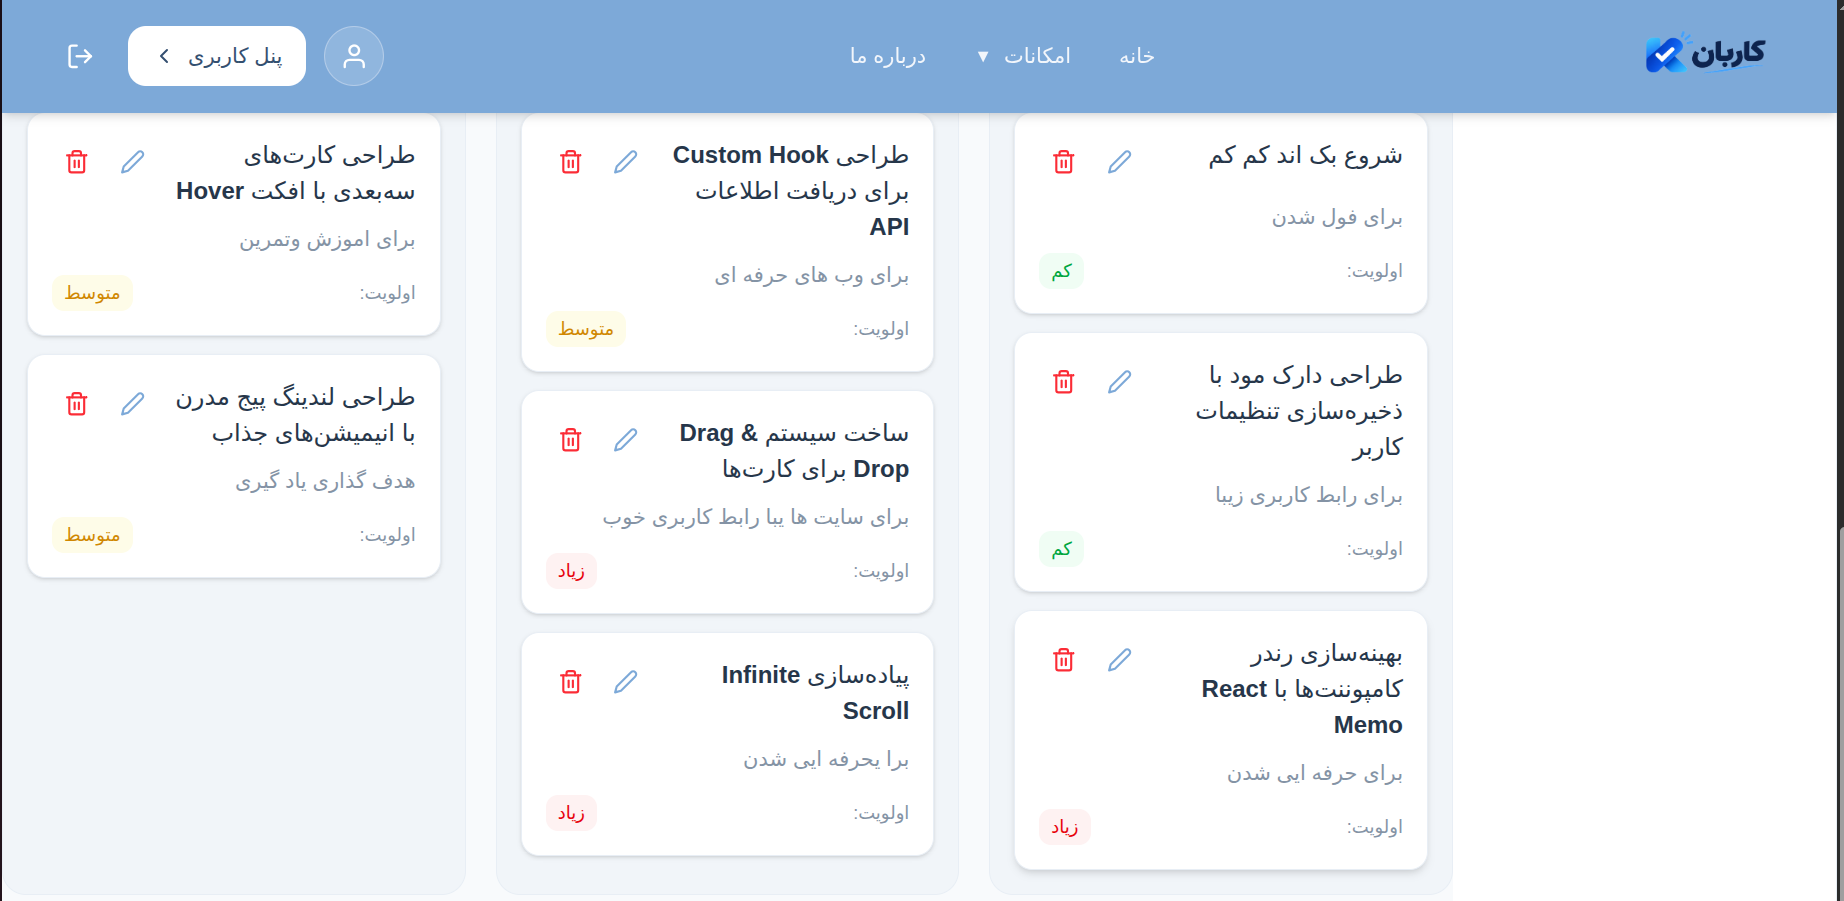 کاربان
خانه
امکانات ▼
درباره ما
پنل کاربری
شروع بک اند کم کم
برای فول شدن
اولویت:
کم
طراحی دارک مود با
ذخیره‌سازی تنظیمات
کاربر
برای رابط کاربری زیبا
اولویت:
کم
بهینه‌سازی رندر
کامپوننت‌ها با React
Memo
برای حرفه ایی شدن
اولویت:
زیاد
طراحی Custom Hook
برای دریافت اطلاعات
API
برای وب های حرفه ای
اولویت:
متوسط
ساخت سیستم Drag &
Drop برای کارت‌ها
برای سایت ها یبا رابط کاربری خوب
اولویت:
زیاد
پیاده‌سازی Infinite
Scroll
برا یحرفه ایی شدن
اولویت:
زیاد
طراحی کارت‌های
سه‌بعدی با افکت Hover
برای اموزش وتمرین
اولویت:
متوسط
طراحی لندینگ پیج مدرن
با انیمیشن‌های جذاب
هدف گذاری یاد گیری
اولویت:
متوسط